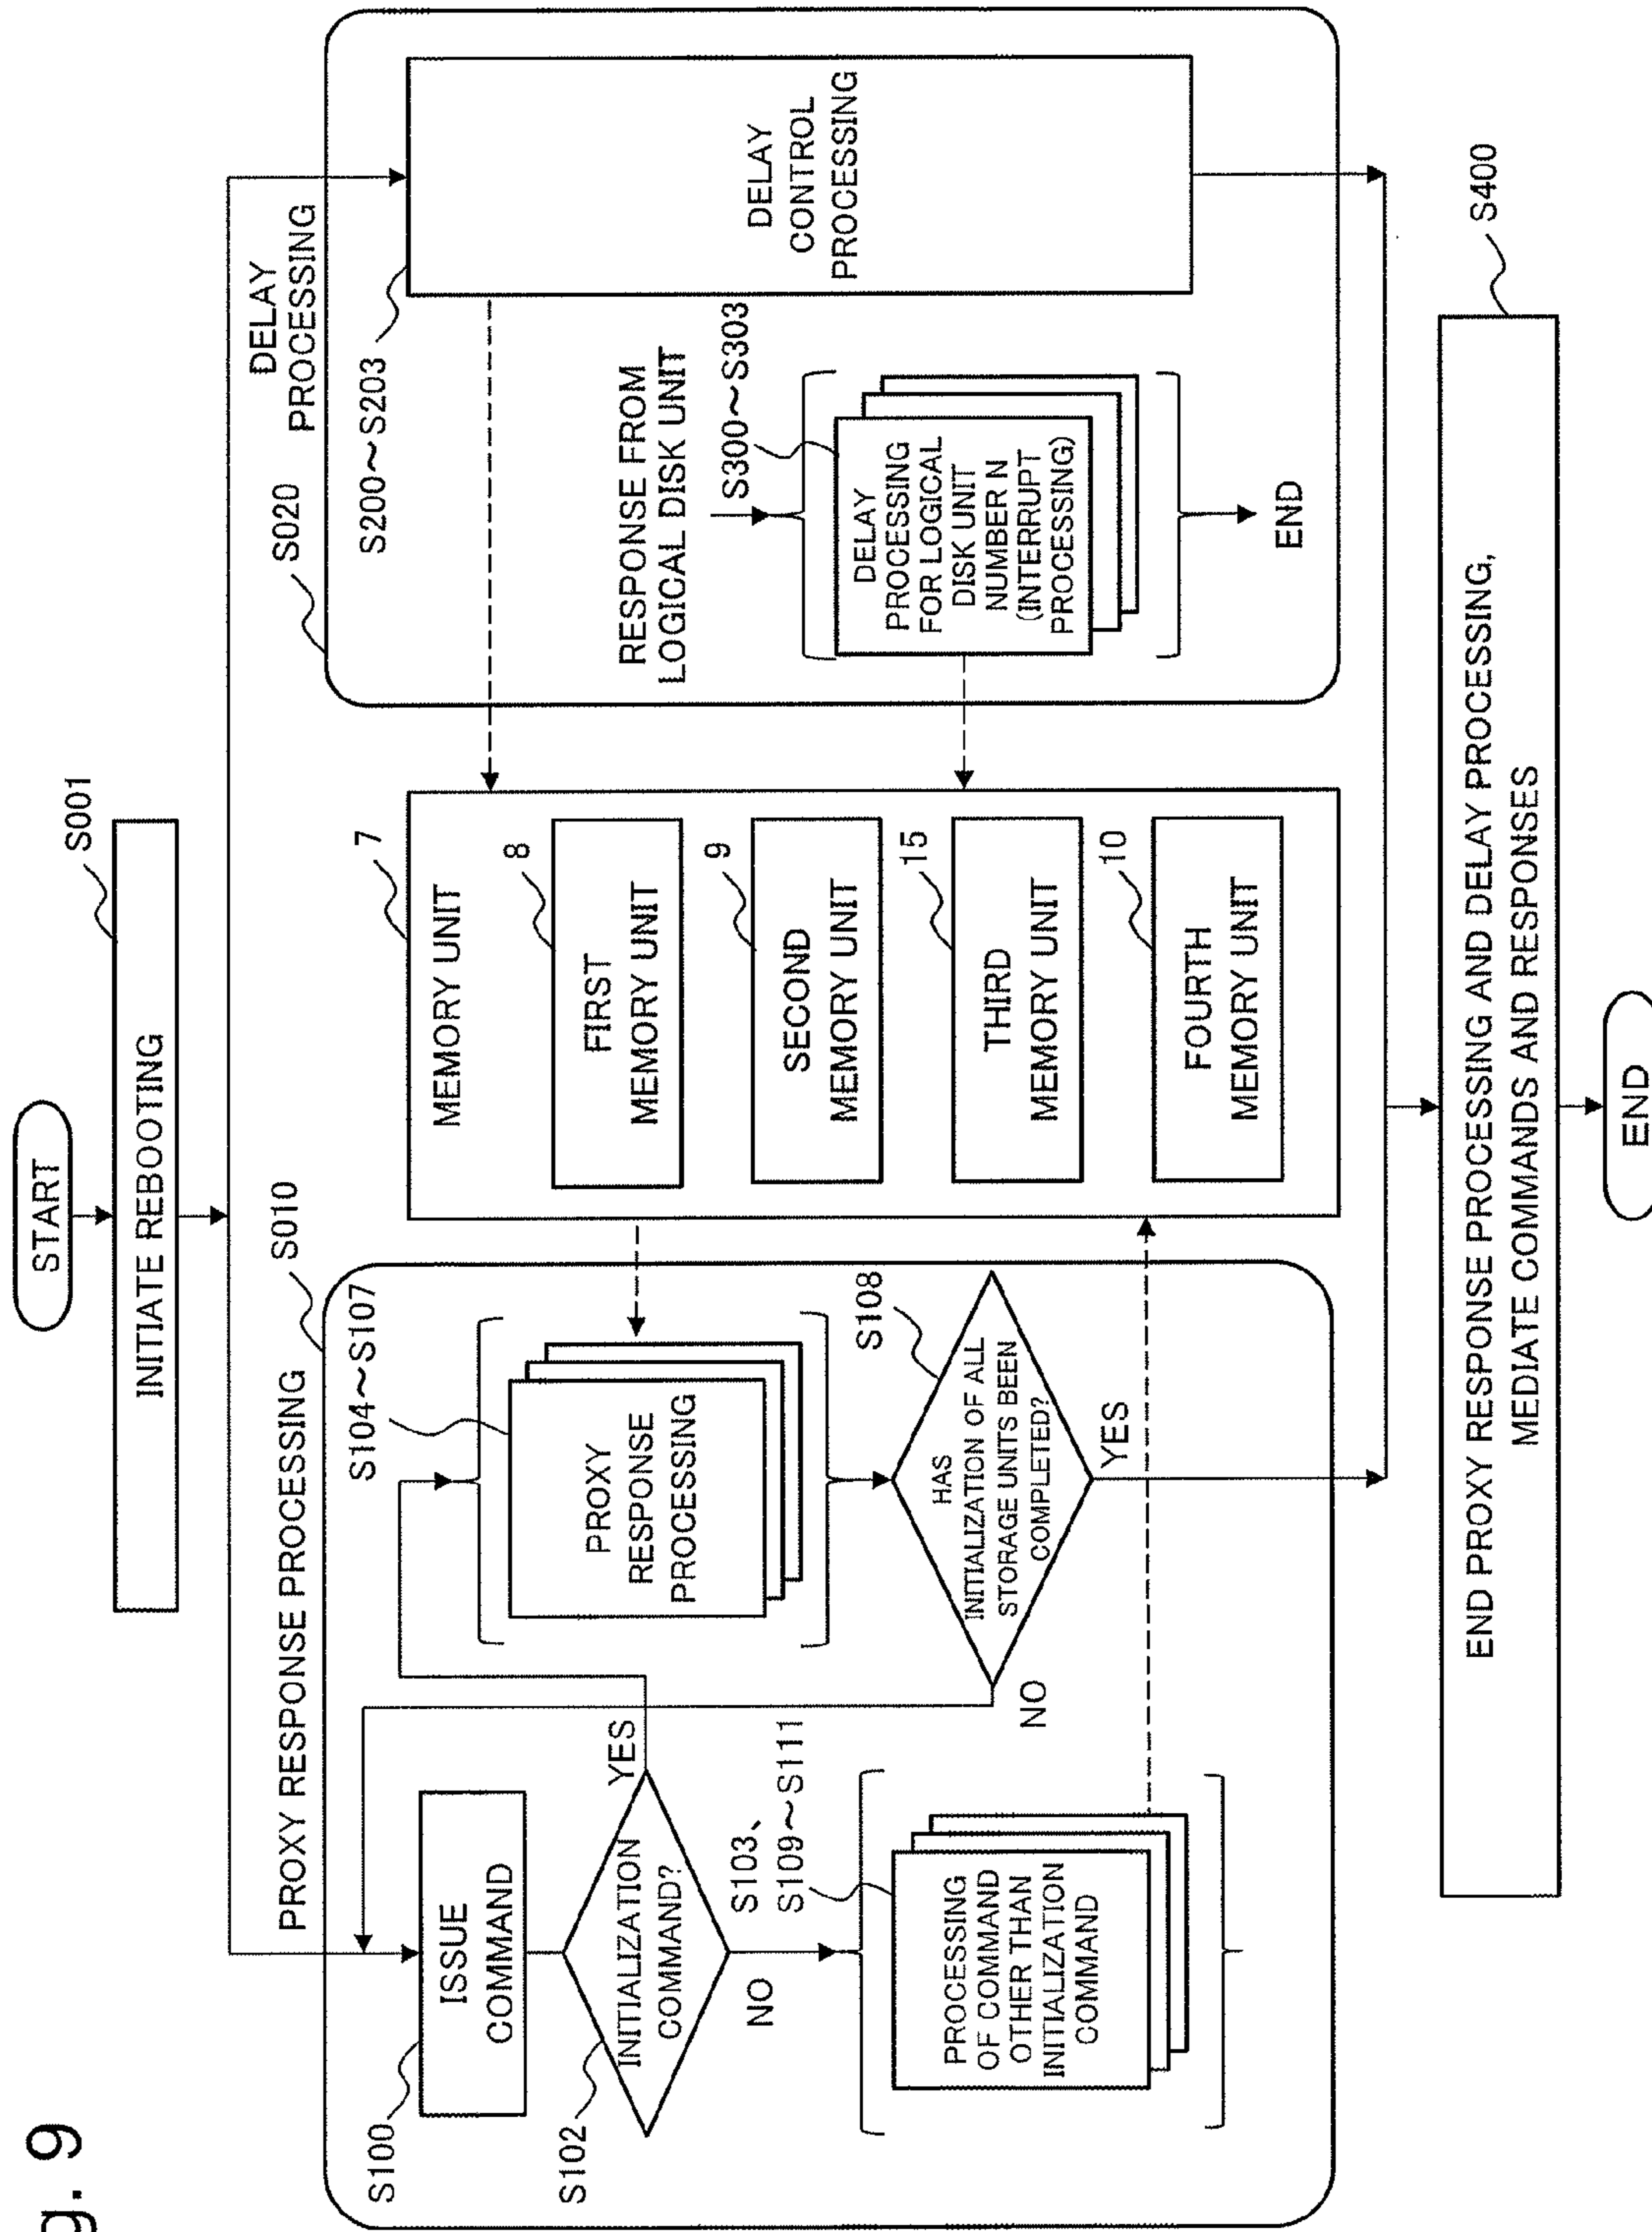 g. 9
START
S001
INITIATE REBOOTING
PROXY RESPONSE PROCESSING
S010
S100
ISSUE
COMMAND
S102
INITIALIZATION
COMMAND?
YES
NO
S103、
S109~S111
PROCESSING
OF COMMAND
OTHER THAN
INITIALIZATION
COMMAND
S104~S107
PROXY
RESPONSE
PROCESSING
S108
HAS
INITIALIZATION OF ALL
STORAGE UNITS BEEN
COMPLETED?
NO
YES
7
MEMORY UNIT
8
FIRST
MEMORY UNIT
9
SECOND
MEMORY UNIT
15
THIRD
MEMORY UNIT
10
FOURTH
MEMORY UNIT
S020
DELAY
PROCESSING
S200~S203
DELAY
CONTROL
PROCESSING
RESPONSE FROM
LOGICAL DISK UNIT
S300~S303
DELAY
PROCESSING
FOR LOGICAL
DISK UNIT
NUMBER N
(INTERRUPT
PROCESSING)
END
S400
END PROXY RESPONSE PROCESSING AND DELAY PROCESSING,
MEDIATE COMMANDS AND RESPONSES
END